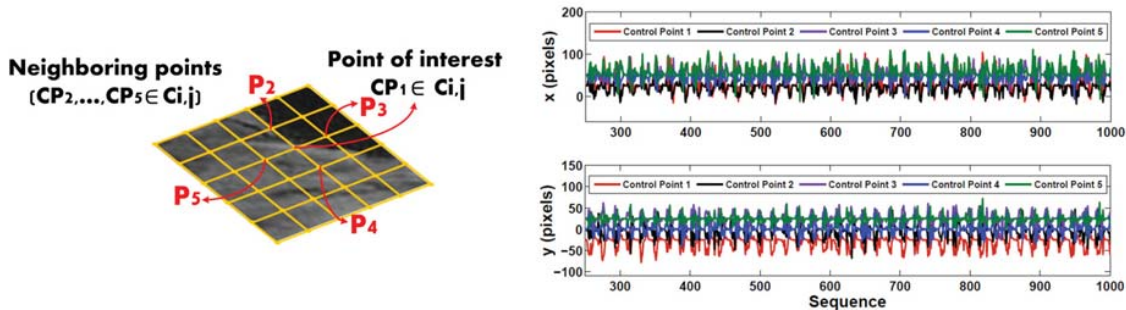 Neighboring points
(CP2,...,CP5∈ Ci,j)
Point of interest
CP1∈ Ci,j
P2
P3
P5
P4
200
100
0
x (pixels)
Control Point 1 Control Point 2 Control Point 3 Control Point 4 Control Point 5
300 400 500 600 700 800 900 1000
150
100
50
0
−50
−100
y (pixels)
Control Point 1 Control Point 2 Control Point 3 Control Point 4 Control Point 5
300 400 500 600 700 800 900 1000
Sequence